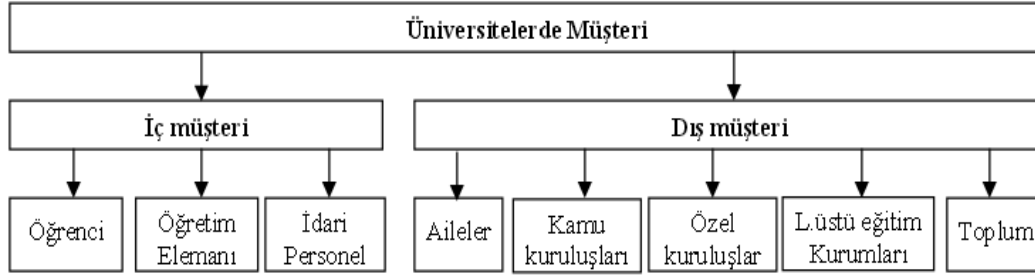 Üniversitelerde Müşteri
İç müşteri
Dış müşteri
Öğrenci
Öğretim
Elemanı
İdari
Personel
Aileler
Kamu
kuruluşları
Özel
kuruluşlar
L.üstü eğitim
Kurumları
Toplum